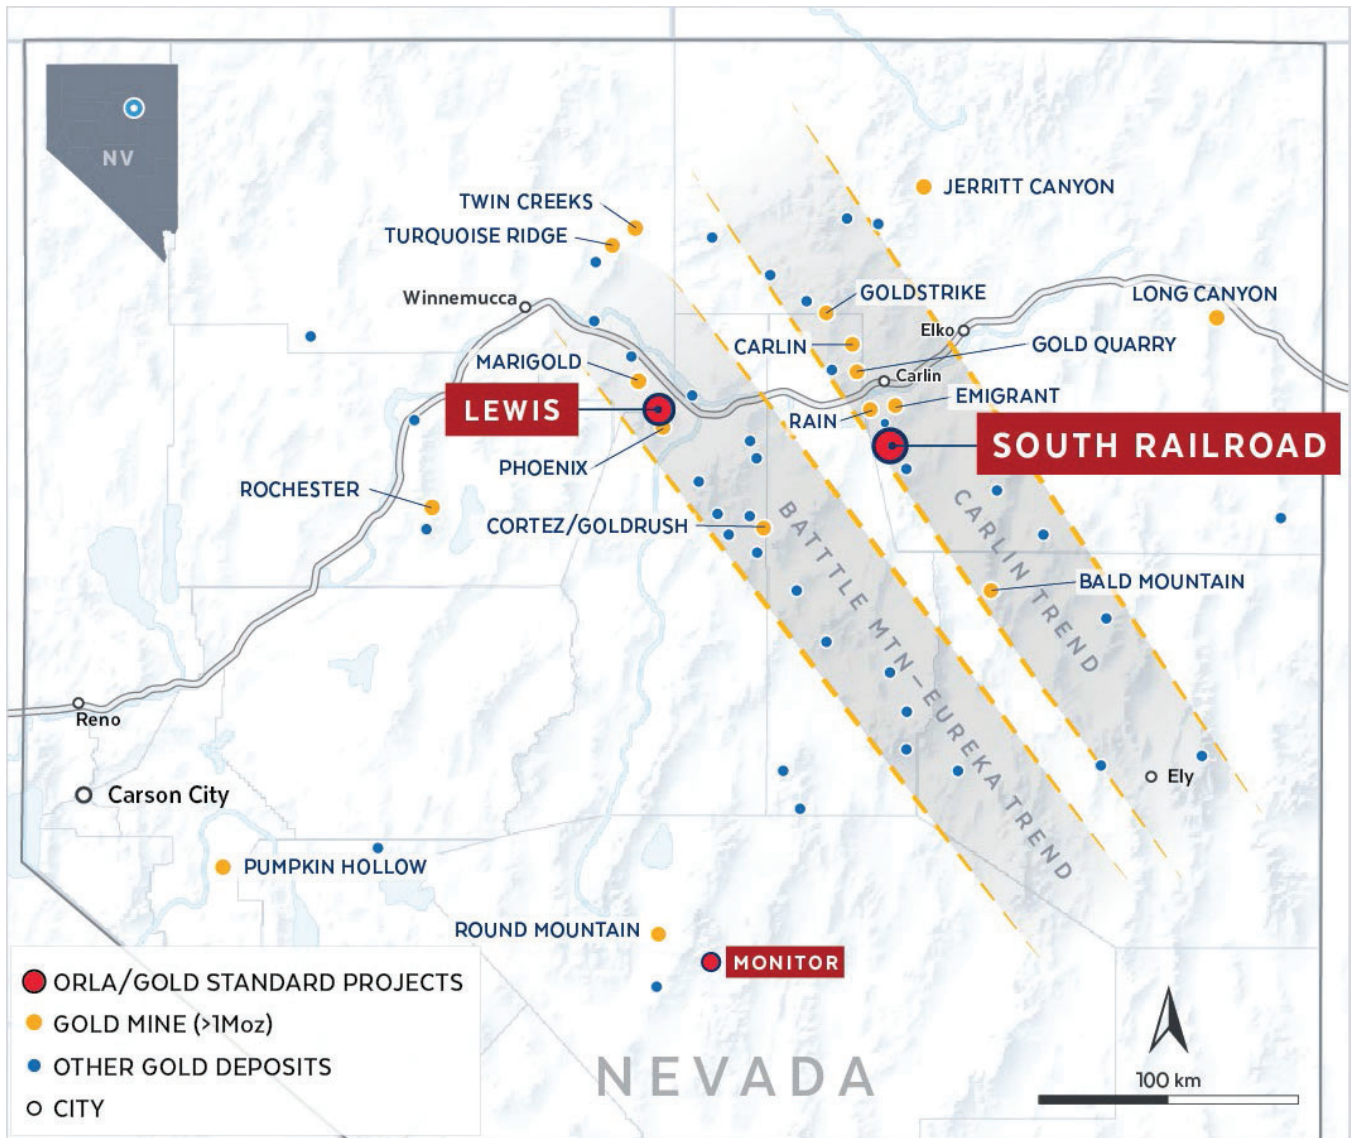 NV
JERRITT CANYON
TWIN CREEKS
TURQUOISE RIDGE
Winnemucca
GOLDSTRIKE
LONG CANYON
Elko
CARLIN
GOLD QUARRY
MARIGOLD
Carlin
LEWIS
EMIGRANT
RAIN
SOUTH RAILROAD
PHOENIX
ROCHESTER
CORTEZ/GOLDRUSH
BATTTLE MTN–EUREKA TREND
CARLIN TREND
BALD MOUNTAIN
Reno
Ely
Carson City
PUMPKIN HOLLOW
ROUND MOUNTAIN
MONITOR
ORLA/GOLD STANDARD PROJECTS
GOLD MINE (>1Moz)
OTHER GOLD DEPOSITS
CITY
NEVADA
100 km